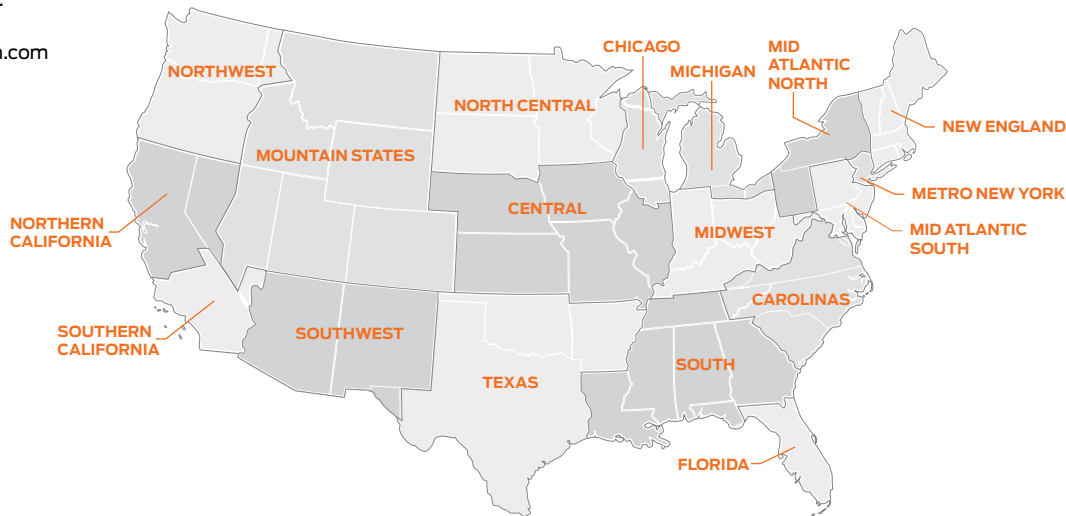 n.com
CHICAGO
MID
ATLANTIC
NORTH
MICHIGAN
NORTHWEST
NORTH CENTRAL
NEW ENGLAND
MOUNTAIN STATES
METRO NEW YORK
CENTRAL
NORTHERN
CALIFORNIA
MIDWEST
MID ATLANTIC
SOUTH
CAROLINAS
SOUTHERN
CALIFORNIA
SOUTHWEST
SOUTH
TEXAS
FLORIDA